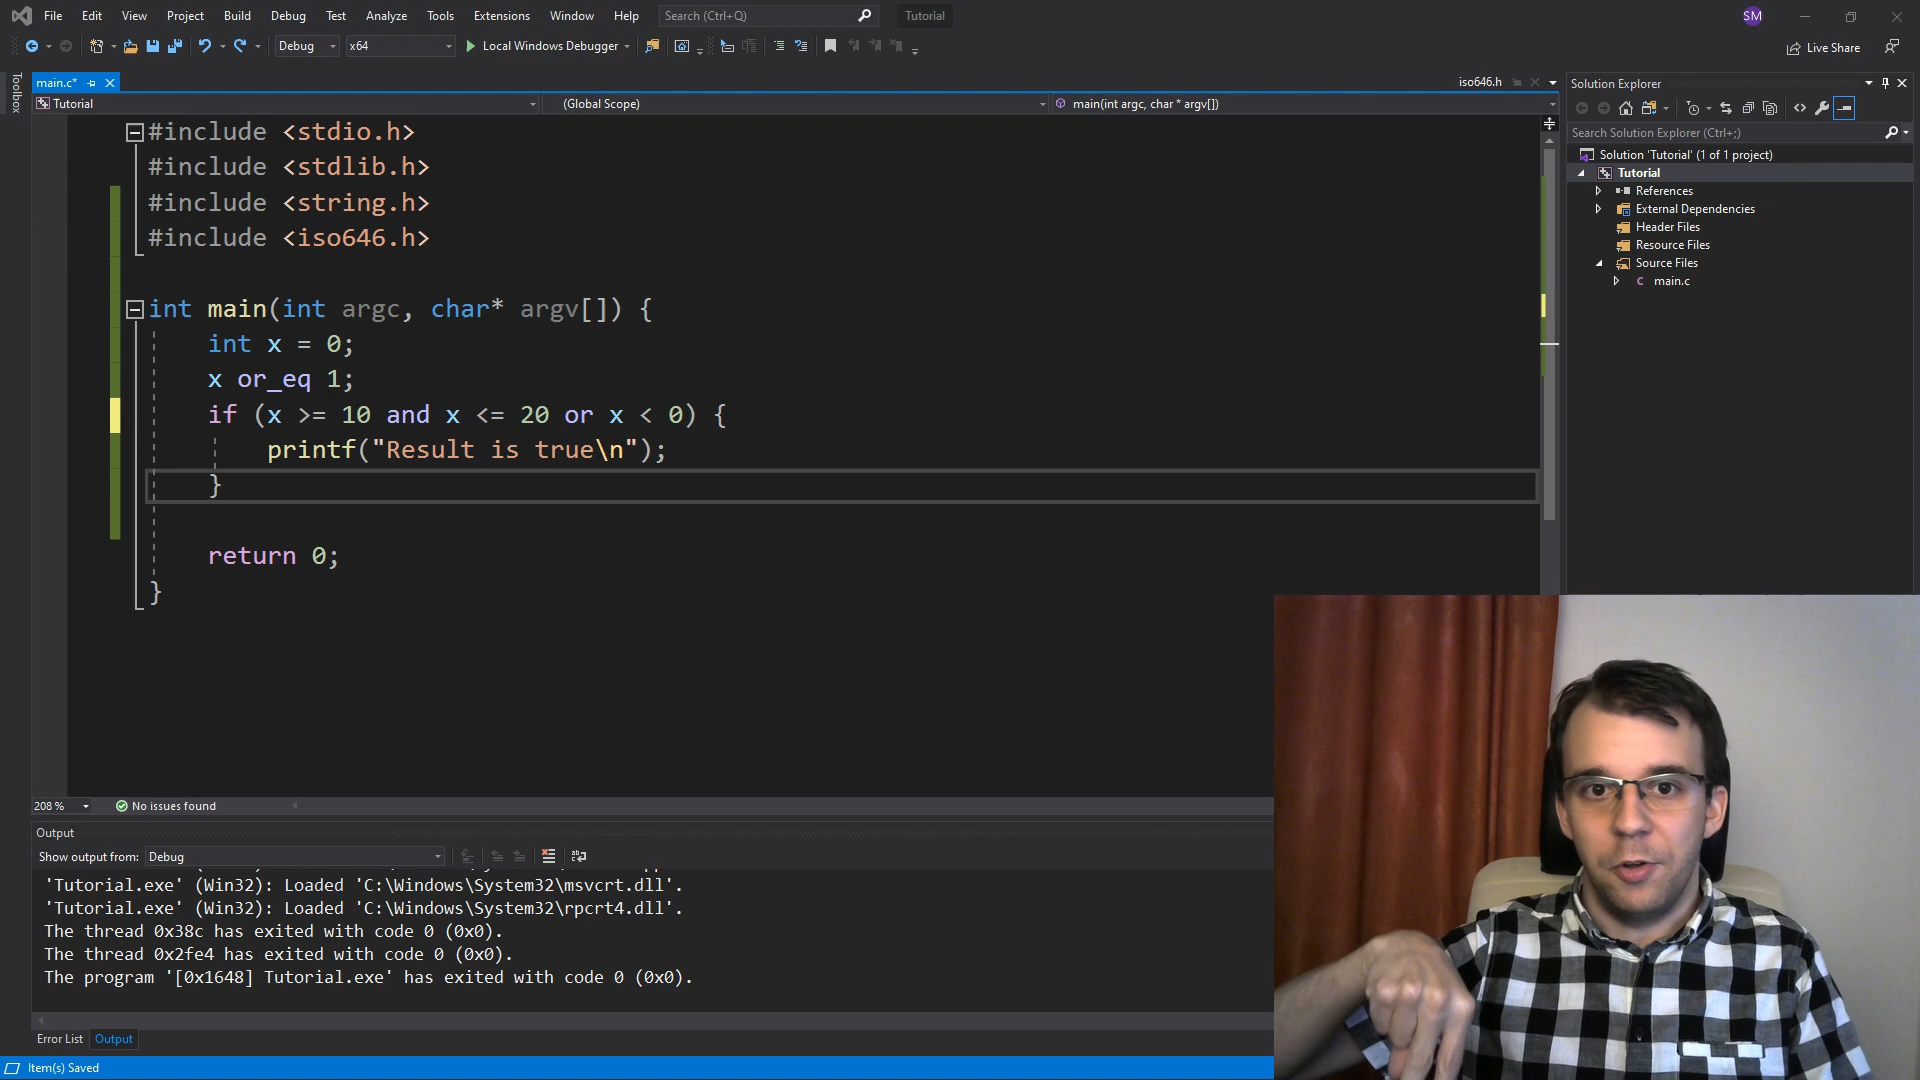 File Edit View Project Build Debug Test Analyze Tools Extensions Window Help Search (Ctrl+Q) Tutorial SM
Debug x64 Local Windows Debugger Live Share
Toolbox
main.c* iso646.h
Tutorial (Global Scope) main(int argc, char * argv[])
#include <stdio.h>
#include <stdlib.h>
#include <string.h>
#include <iso646.h>
int main(int argc, char* argv[]) {
int x = 0;
x or_eq 1;
if (x >= 10 and x <= 20 or x < 0) {
printf("Result is true\n");
}
return 0;
}
Solution Explorer
Search Solution Explorer (Ctrl+;)
Solution 'Tutorial' (1 of 1 project)
Tutorial
References
External Dependencies
Header Files
Resource Files
Source Files
C main.c
208 % No issues found
Output
Show output from: Debug
'Tutorial.exe' (Win32): Loaded 'C:\Windows\System32\msvcrt.dll'.
'Tutorial.exe' (Win32): Loaded 'C:\Windows\System32\rpcrt4.dll'.
The thread 0x38c has exited with code 0 (0x0).
The thread 0x2fe4 has exited with code 0 (0x0).
The program '[0x1648] Tutorial.exe' has exited with code 0 (0x0).
Error List Output
Item(s) Saved